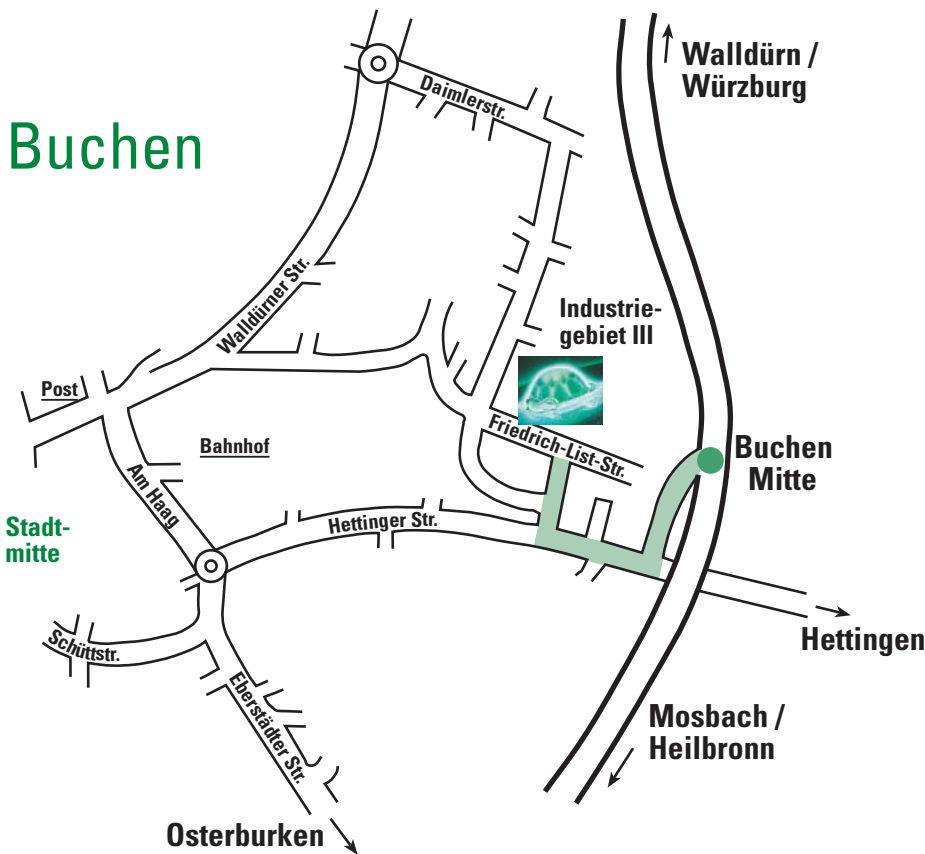 Walldürn /
Würzburg
Daimlerstr.
Buchen
Walldürner Str.
Industrie-
gebiet III
Post
Bahnhof
Friedrich-List-Str.
Buchen
Mitte
Am Haag
Stadt-
mitte
Hettinger Str.
Hettingen
Schüttstr.
Eberstädter Str.
Mosbach /
Heilbronn
Osterburken